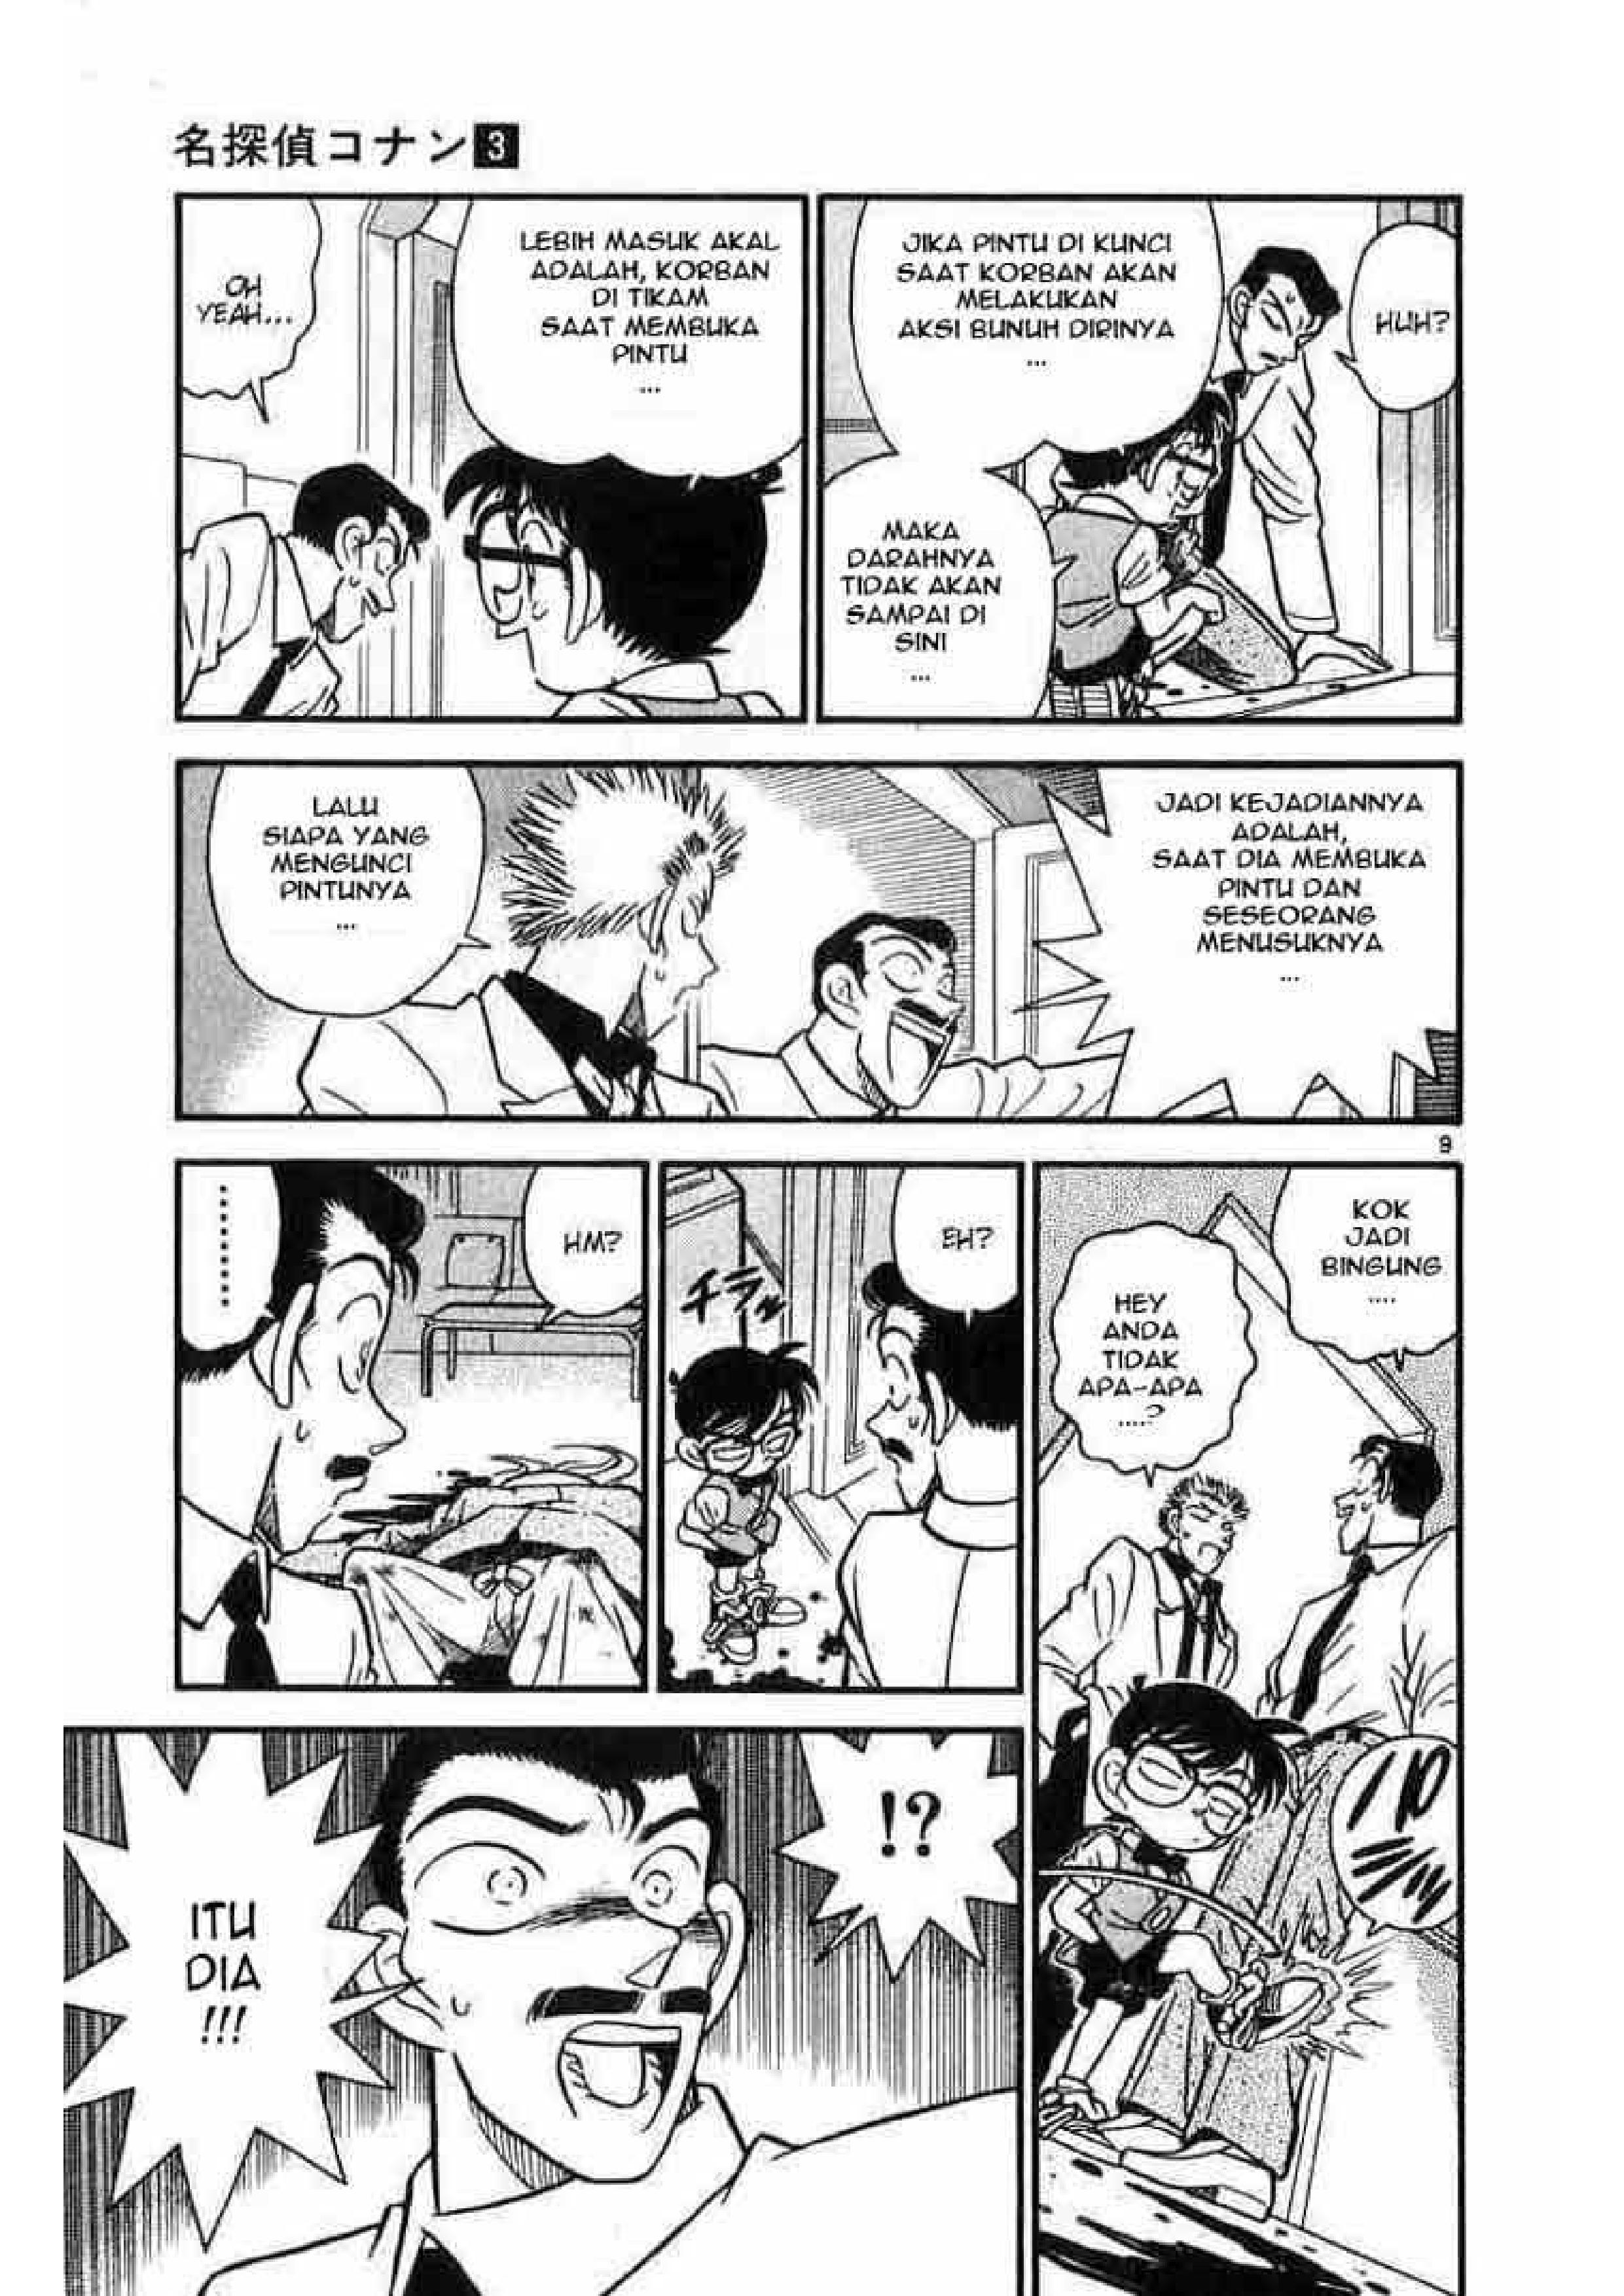 名探偵コナン3
HUH?
JIKA PINTU DI KUNCI
SAAT KORBAN AKAN
MELAKUKAN
AKSI BUNUH DIRINYA
...
MAKA
DARAHNYA
TIDAK AKAN
SAMPAI DI
SINI
...
LEBIH MASUK AKAL
ADALAH, KORBAN
DI TIKAM
SAAT MEMBUKA
PINTU
...
OH
YEAH...
JADI KEJADIANNYA
ADALAH,
SAAT DIA MEMBUKA
PINTU DAN
SESEORANG
MENUSUKNYA
...
LALU
SIAPA YANG
MENGUNCI
PINTUNYA
...
9
KOK
JADI
BINGUNG
....
HEY
ANDA
TIDAK
APA-APA
....?
EH?
チラッ
HM?
.........
!?
ITU
DIA
!!!